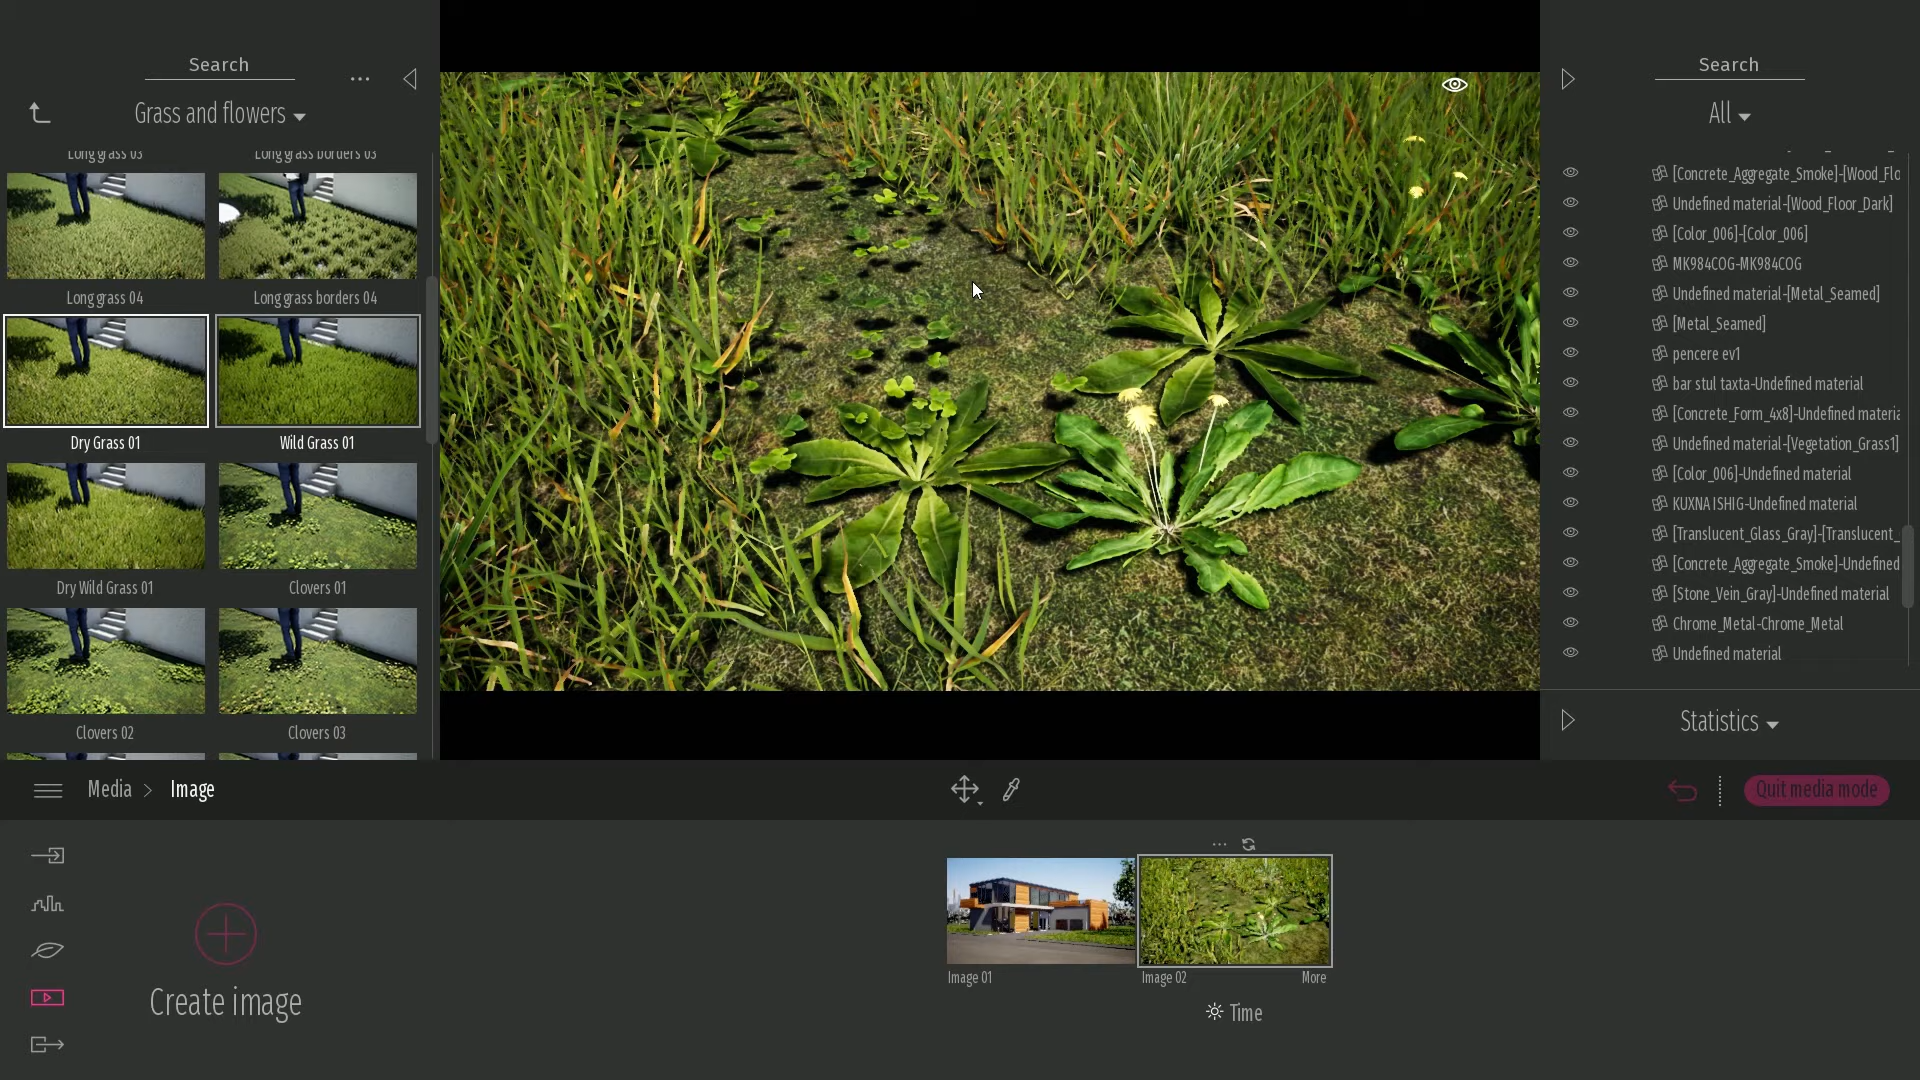 Search
Grass and flowers
Long grass 03
Long grass borders 03
Long grass 04
Long grass borders 04
Dry Grass 01
Wild Grass 01
Dry Wild Grass 01
Clovers 01
Clovers 02
Clovers 03
Search
All
[Concrete_Aggregate_Smoke]-[Wood_Flo
Undefined material-[Wood_Floor_Dark]
[Color_006]-[Color_006]
MK984COG-MK984COG
Undefined material-[Metal_Seamed]
[Metal_Seamed]
pencere ev1
bar stul taxta-Undefined material
[Concrete_Form_4x8]-Undefined materia
Undefined material-[Vegetation_Grass1]
[Color_006]-Undefined material
KUXNA ISHIG-Undefined material
[Translucent_Glass_Gray]-[Translucent_
[Concrete_Aggregate_Smoke]-Undefined
[Stone_Vein_Gray]-Undefined material
Chrome_Metal-Chrome_Metal
Undefined material
Statistics
Media > Image
Quit media mode
Create image
Image 01
Image 02 More
Time